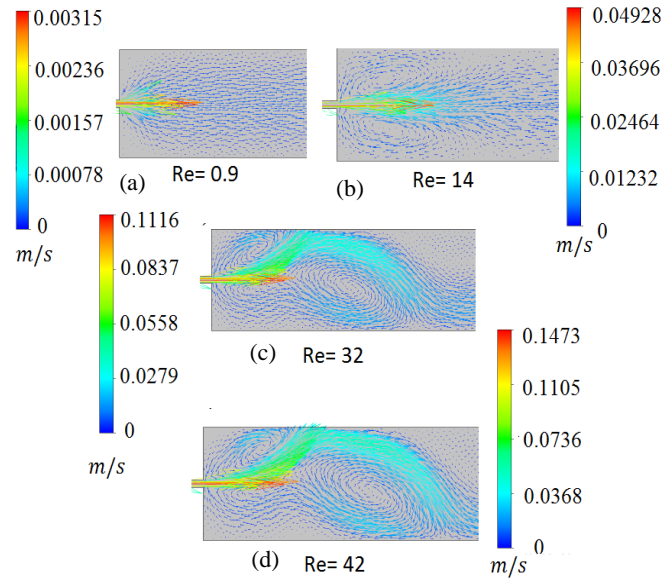 0.00315
0.00236
0.00157
0.00078
0
m/s
(a)
Re= 0.9
(b)
Re= 14
0.04928
0.03696
0.02464
0.01232
0
m/s
0.1116
0.0837
0.0558
0.0279
0
m/s
(c)
Re= 32
0.1473
0.1105
0.0736
0.0368
0
m/s
(d)
Re= 42